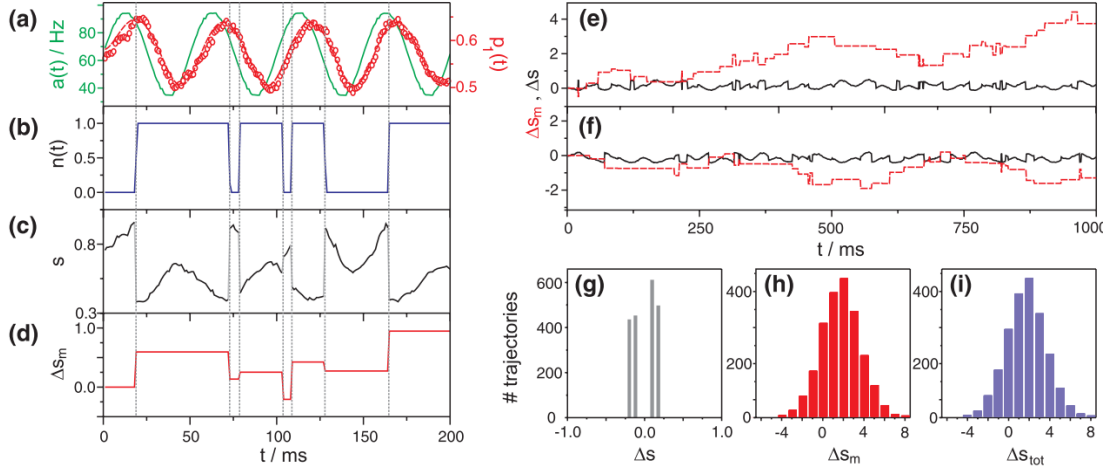 (a)
a(t) / Hz
80
60
40
0.6
0.5
p₁(t)
(b)
n(t)
1.0
0.5
0.0
(c)
s
0.8
0.3
(d)
Δsₘ
1.0
0.0
0 50 100 150 200
t / ms
(e)
4
2
0
Δsₘ , Δs
(f)
0
-2
0 250 500 750 1000
t / ms
(g)
# trajectories
600
400
200
0
-1.0 0.0 1.0
Δs
(h)
400
200
0
-4 0 4 8
Δsₘ
(i)
400
200
0
-4 0 4 8
Δs_tot